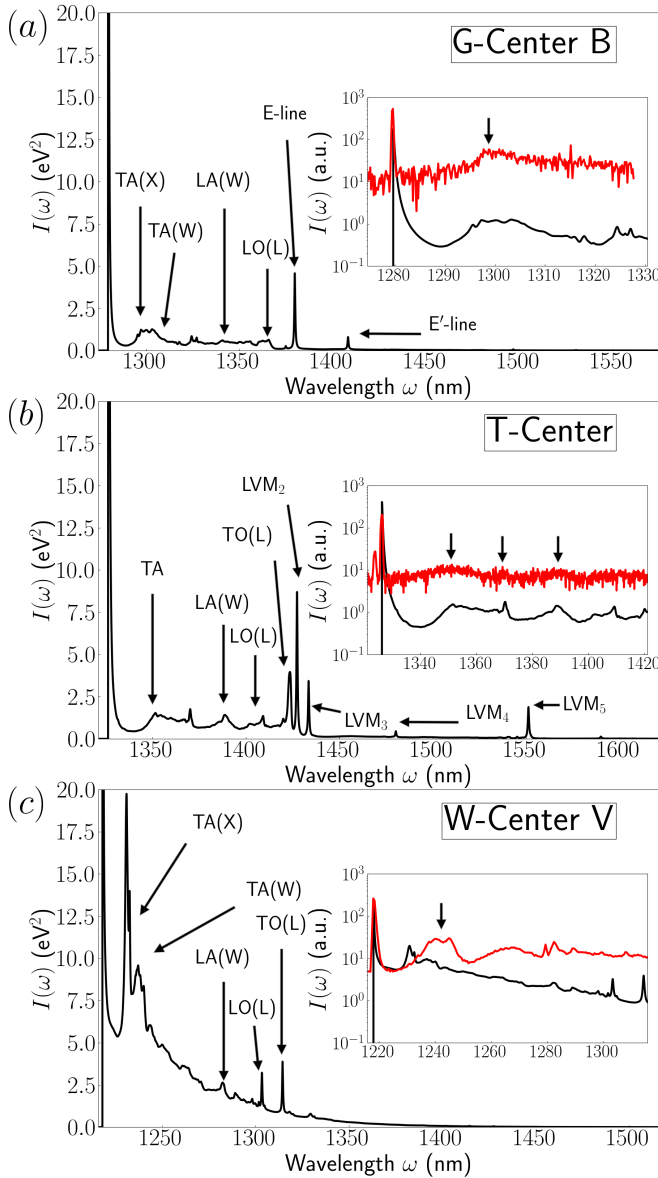 (a)
G-Center B
I(ω) (eV²)
20.0
17.5
15.0
12.5
10.0
7.5
5.0
2.5
0.0
TA(X)
TA(W)
LA(W)
LO(L)
E-line
E′-line
1300 1350 1400 1450 1500 1550
Wavelength ω (nm)
I(ω) (a.u.)
10³
10²
10¹
10⁰
10⁻¹
1280 1290 1300 1310 1320 1330
(b)
T-Center
I(ω) (eV²)
20.0
17.5
15.0
12.5
10.0
7.5
5.0
2.5
0.0
TA
LA(W)
LO(L)
TO(L)
LVM₂
LVM₃
LVM₄
LVM₅
1350 1400 1450 1500 1550 1600
Wavelength ω (nm)
I(ω) (a.u.)
10³
10²
10¹
10⁰
10⁻¹
1340 1360 1380 1400 1420
(c)
W-Center V
I(ω) (eV²)
20.0
17.5
15.0
12.5
10.0
7.5
5.0
2.5
0.0
TA(X)
TA(W)
TO(L)
LA(W)
LO(L)
1250 1300 1350 1400 1450 1500
Wavelength ω (nm)
I(ω) (a.u.)
10³
10²
10¹
10⁰
10⁻¹
1218 1220 1240 1260 1280 1300